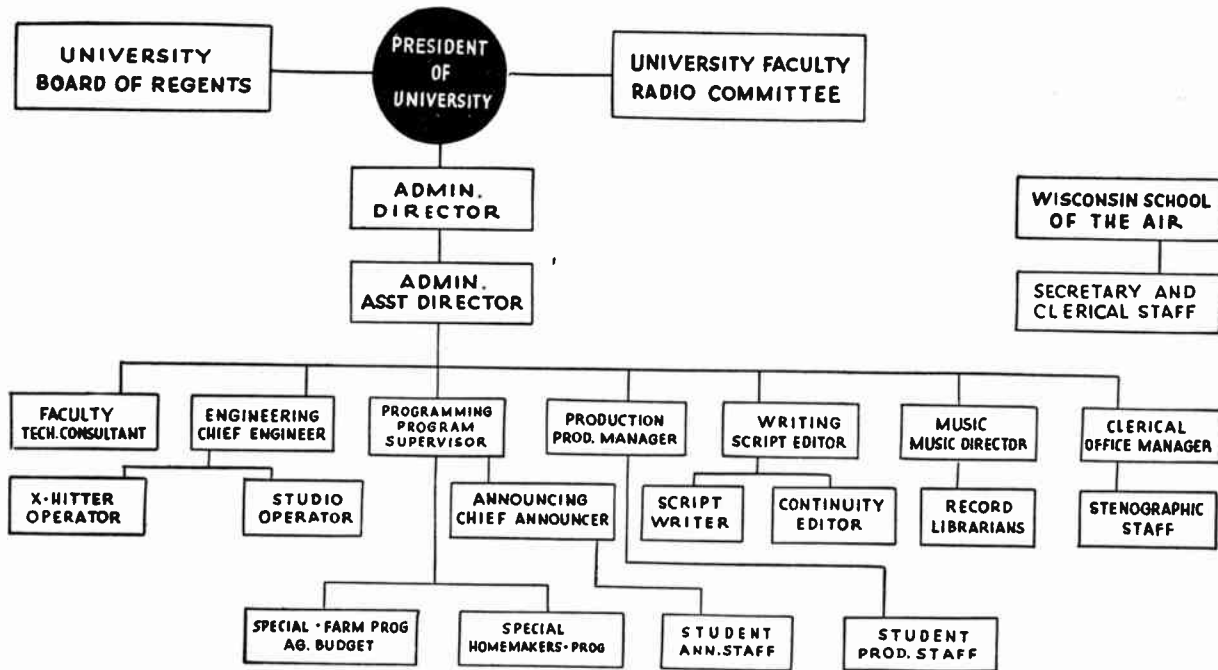 UNIVERSITY
BOARD OF REGENTS
PRESIDENT
OF
UNIVERSITY
UNIVERSITY FACULTY
RADIO COMMITTEE
ADMIN.
DIRECTOR
WISCONSIN SCHOOL
OF THE AIR
ADMIN.
ASST DIRECTOR
SECRETARY AND
CLERICAL STAFF
FACULTY
TECH. CONSULTANT
ENGINEERING
CHIEF ENGINEER
PROGRAMMING
PROGRAM
SUPERVISOR
PRODUCTION
PROD. MANAGER
WRITING
SCRIPT EDITOR
MUSIC
MUSIC DIRECTOR
CLERICAL
OFFICE MANAGER
X-HITTER
OPERATOR
STUDIO
OPERATOR
ANNOUNCING
CHIEF ANNOUNCER
SCRIPT
WRITER
CONTINUITY
EDITOR
RECORD
LIBRARIANS
STENOGRAPHIC
STAFF
SPECIAL · FARM PROG
AG. BUDGET
SPECIAL
HOMEMAKERS · PROG
STUDENT
ANN. STAFF
STUDENT
PROD. STAFF